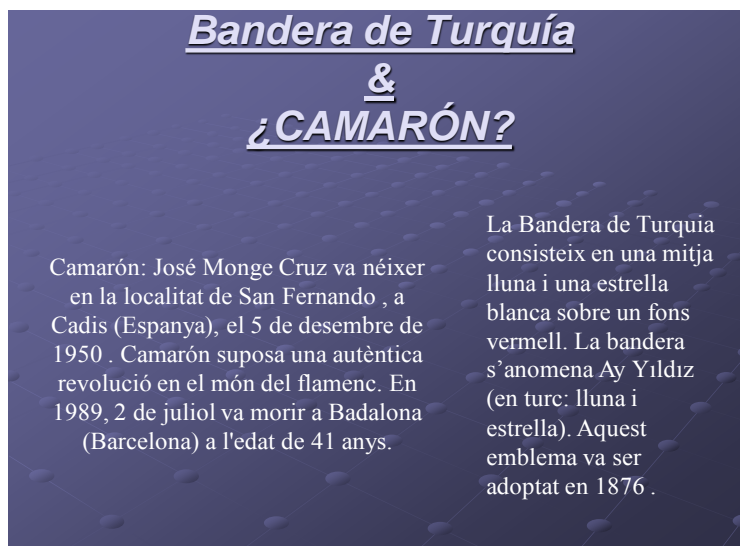 Bandera de Turquía
&
¿CAMARÓN?
Camarón: José Monge Cruz va néixer
en la localitat de San Fernando , a
Cadis (Espanya), el 5 de desembre de
1950 . Camarón suposa una autèntica
revolució en el món del flamenc. En
1989, 2 de juliol va morir a Badalona
(Barcelona) a l'edat de 41 anys.
La Bandera de Turquia
consisteix en una mitja
lluna i una estrella
blanca sobre un fons
vermell. La bandera
s’anomena Ay Yıldız
(en turc: lluna i
estrella). Aquest
emblema va ser
adoptat en 1876 .